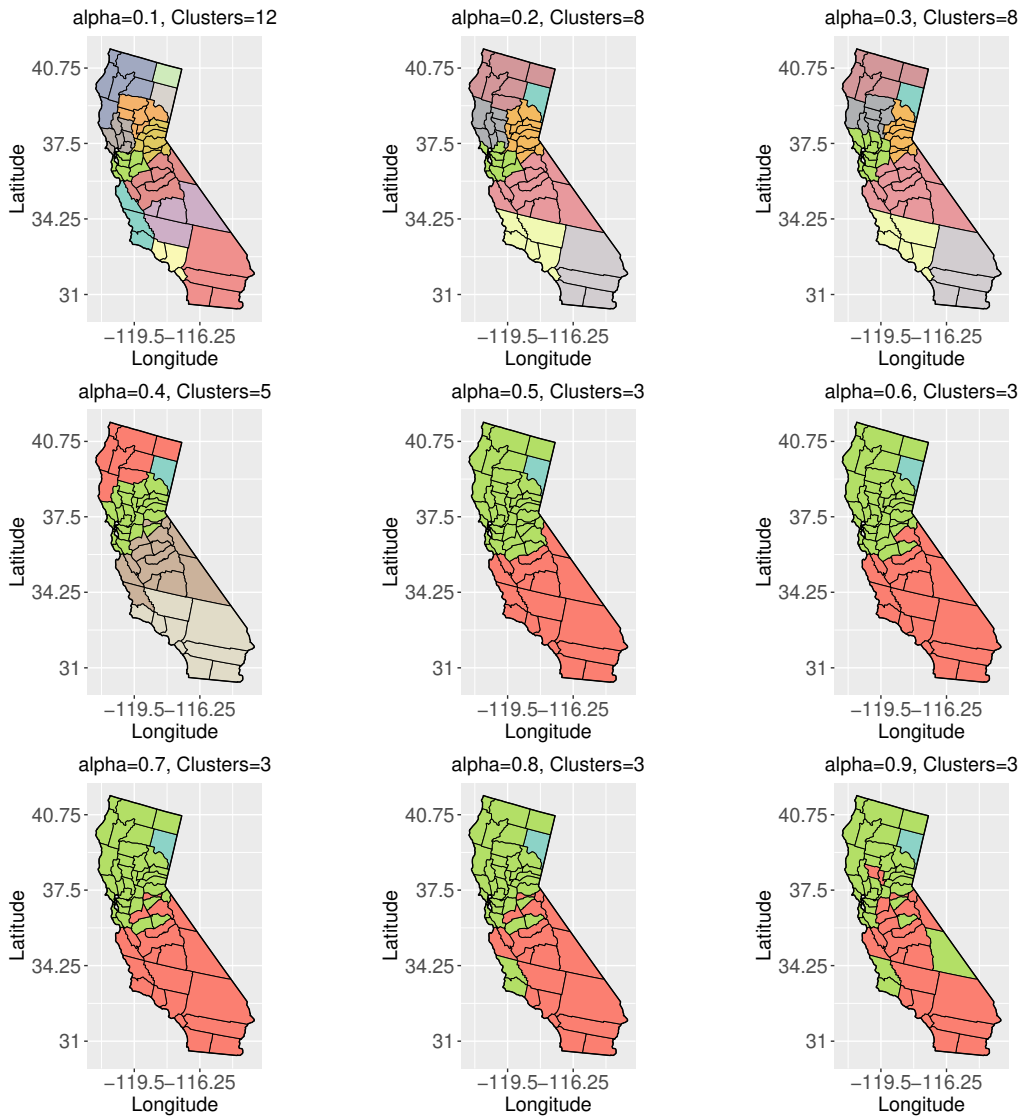 alpha=0.1, Clusters=12
alpha=0.2, Clusters=8
alpha=0.3, Clusters=8
40.75
37.5
34.25
31
Latitude
−119.5−116.25
Longitude
40.75
37.5
34.25
31
Latitude
−119.5−116.25
Longitude
40.75
37.5
34.25
31
Latitude
−119.5−116.25
Longitude
alpha=0.4, Clusters=5
alpha=0.5, Clusters=3
alpha=0.6, Clusters=3
40.75
37.5
34.25
31
Latitude
−119.5−116.25
Longitude
40.75
37.5
34.25
31
Latitude
−119.5−116.25
Longitude
40.75
37.5
34.25
31
Latitude
−119.5−116.25
Longitude
alpha=0.7, Clusters=3
alpha=0.8, Clusters=3
alpha=0.9, Clusters=3
40.75
37.5
34.25
31
Latitude
−119.5−116.25
Longitude
40.75
37.5
34.25
31
Latitude
−119.5−116.25
Longitude
40.75
37.5
34.25
31
Latitude
−119.5−116.25
Longitude